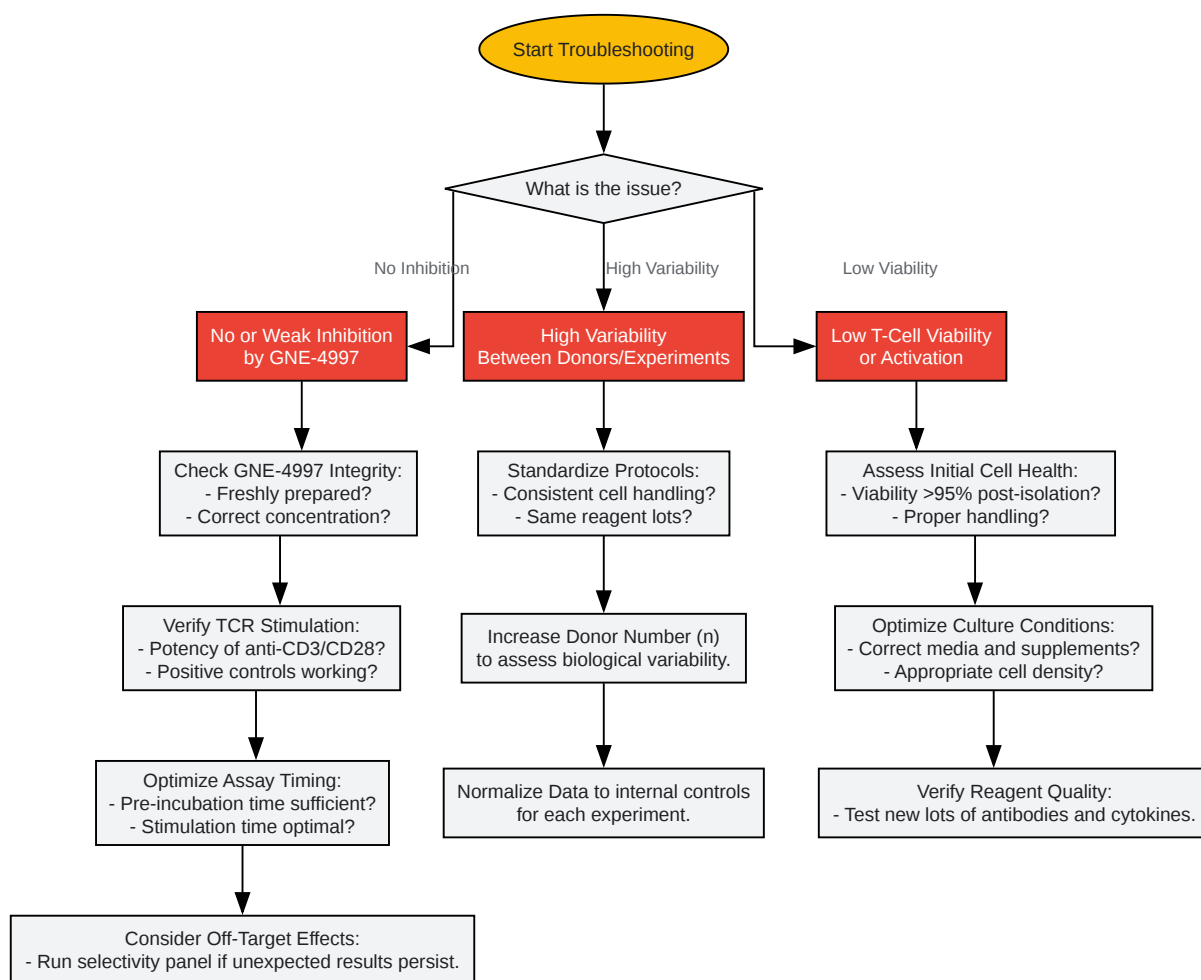 Start Troubleshooting
What is the issue?
No Inhibition
High Variability
Low Viability
No or Weak Inhibition
by GNE-4997
High Variability
Between Donors/Experiments
Low T-Cell Viability
or Activation
Check GNE-4997 Integrity:
- Freshly prepared?
- Correct concentration?
Standardize Protocols:
- Consistent cell handling?
- Same reagent lots?
Assess Initial Cell Health:
- Viability >95% post-isolation?
- Proper handling?
Verify TCR Stimulation:
- Potency of anti-CD3/CD28?
- Positive controls working?
Increase Donor Number (n)
to assess biological variability.
Optimize Culture Conditions:
- Correct media and supplements?
- Appropriate cell density?
Optimize Assay Timing:
- Pre-incubation time sufficient?
- Stimulation time optimal?
Normalize Data to internal controls
for each experiment.
Verify Reagent Quality:
- Test new lots of antibodies and cytokines.
Consider Off-Target Effects:
- Run selectivity panel if unexpected results persist.